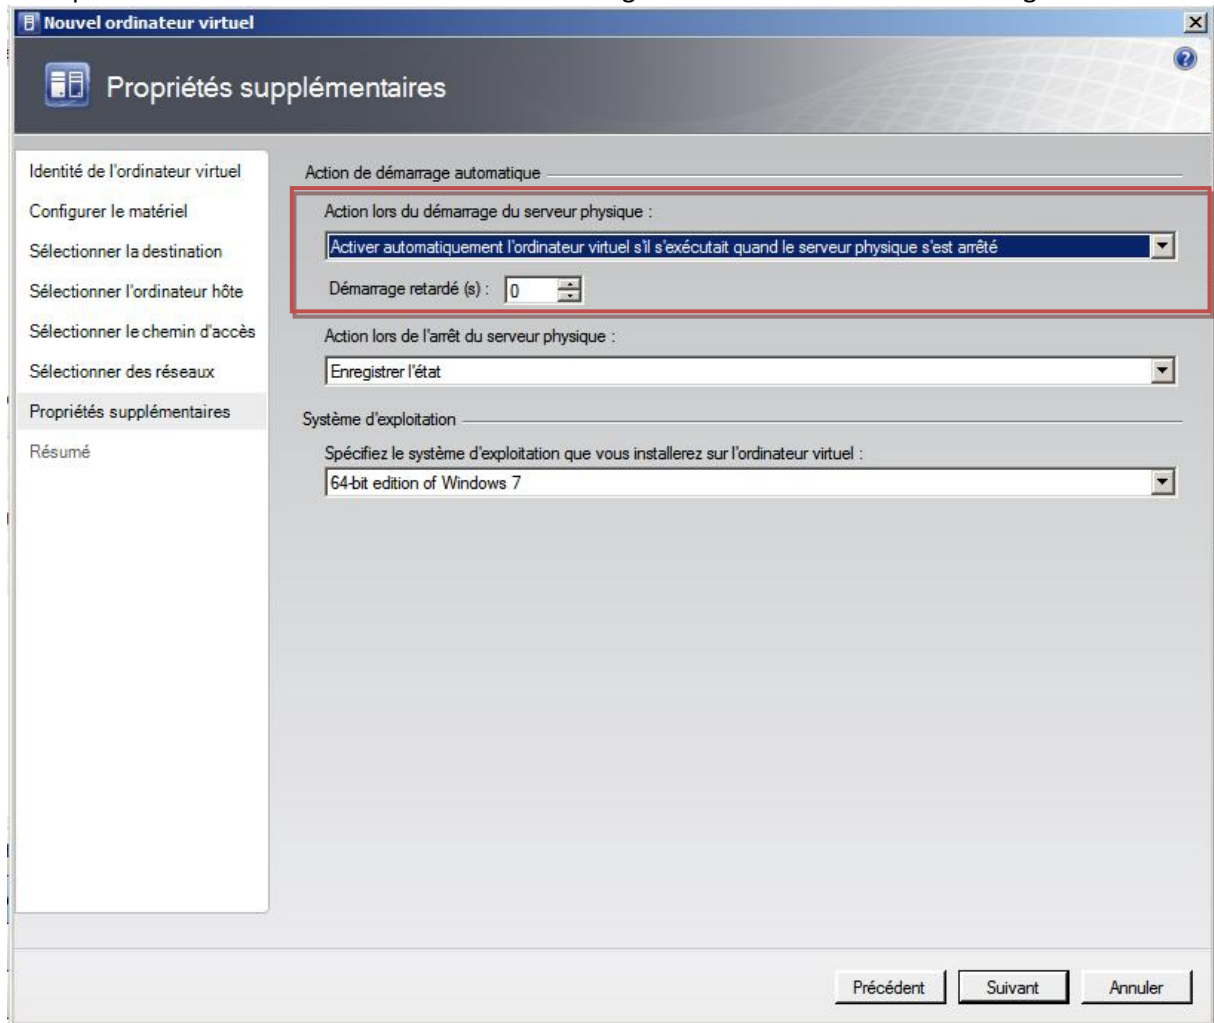 Nouvel ordinateur virtuel
Propriétés supplémentaires
Identité de l'ordinateur virtuel
Configurer le matériel
Sélectionner la destination
Sélectionner l'ordinateur hôte
Sélectionner le chemin d'accès
Sélectionner des réseaux
Propriétés supplémentaires
Résumé
Action de démarrage automatique
Action lors du démarrage du serveur physique :
Activer automatiquement l'ordinateur virtuel s'il s'exécutait quand le serveur physique s'est arrêté
Démarrage retardé (s) : 0
Action lors de l'arrêt du serveur physique :
Enregistrer l'état
Système d'exploitation
Spécifiez le système d'exploitation que vous installerez sur l'ordinateur virtuel :
64-bit edition of Windows 7
Précédent Suivant Annuler